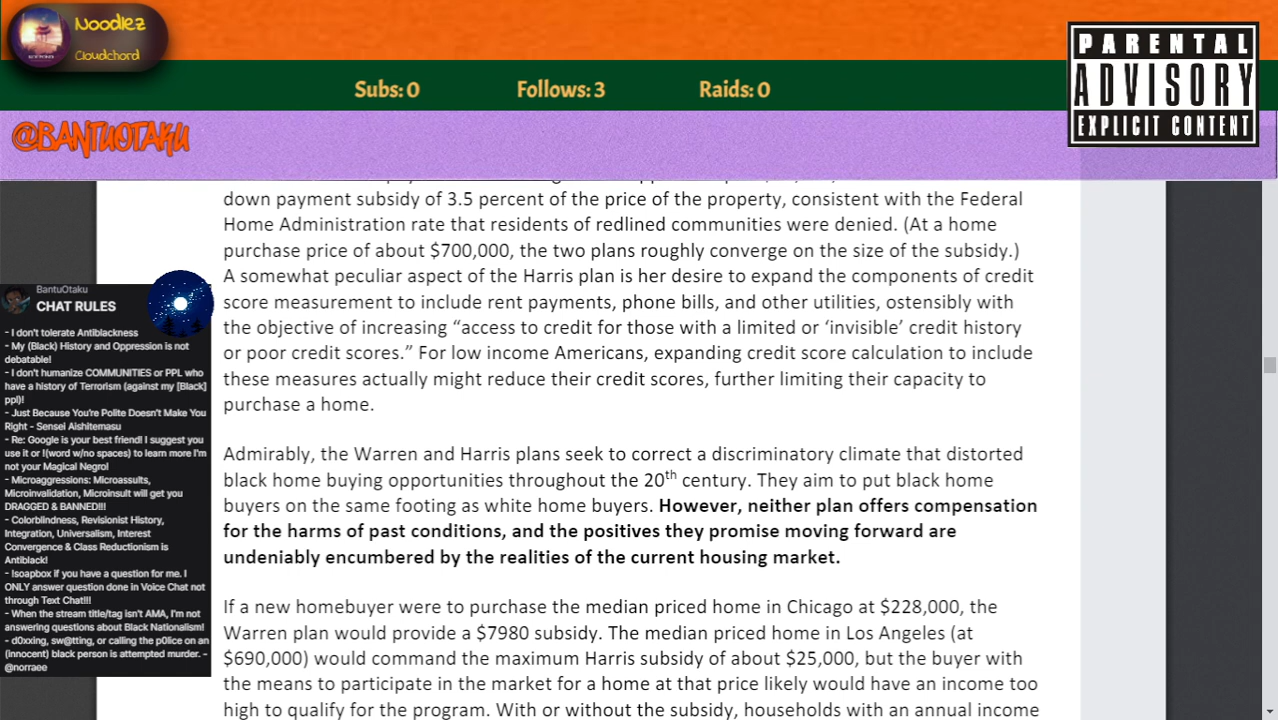 Noodlez
Cloudchord
Subs: 0
Follows: 3
Raids: 0
PARENTAL
ADVISORY
EXPLICIT CONTENT
@BANTUOTAKU
down payment subsidy of 3.5 percent of the price of the property, consistent with the Federal
Home Administration rate that residents of redlined communities were denied. (At a home
purchase price of about $700,000, the two plans roughly converge on the size of the subsidy.)
A somewhat peculiar aspect of the Harris plan is her desire to expand the components of credit
score measurement to include rent payments, phone bills, and other utilities, ostensibly with
the objective of increasing “access to credit for those with a limited or ‘invisible’ credit history
or poor credit scores.” For low income Americans, expanding credit score calculation to include
these measures actually might reduce their credit scores, further limiting their capacity to
purchase a home.
Admirably, the Warren and Harris plans seek to correct a discriminatory climate that distorted
black home buying opportunities throughout the 20th century. They aim to put black home
buyers on the same footing as white home buyers. However, neither plan offers compensation
for the harms of past conditions, and the positives they promise moving forward are
undeniably encumbered by the realities of the current housing market.
If a new homebuyer were to purchase the median priced home in Chicago at $228,000, the
Warren plan would provide a $7980 subsidy. The median priced home in Los Angeles (at
$690,000) would command the maximum Harris subsidy of about $25,000, but the buyer with
the means to participate in the market for a home at that price likely would have an income too
high to qualify for the program. With or without the subsidy, households with an annual income
BantuOtaku
CHAT RULES
- I don't tolerate Antiblackness
- My (Black) History and Oppression is not
debatable!
- I don't humanize COMMUNITIES or PPL who
have a history of Terrorism (against my [Black]
ppl)!
- Just Because You're Polite Doesn't Make You
Right - Sensei Aishitemasu
- Re: Google is your best friend! I suggest you
use it or !(word w/no spaces) to learn more I'm
not your Magical Negro!
- Microaggressions: Microassults,
Microinvalidation, Microinsult will get you
DRAGGED & BANNED!!!
- Colorblindness, Revisionist History,
Integration, Universalism, Interest
Convergence & Class Reductionism is
Antiblack!
- !soapbox if you have a question for me. I
ONLY answer question done in Voice Chat not
through Text Chat!!!
- When the stream title/tag isn't AMA, I'm not
answering questions about Black Nationalism!
- d0xxing, sw@tting, or calling the p0lice on an
(innocent) black person is attempted murder. -
@norraee